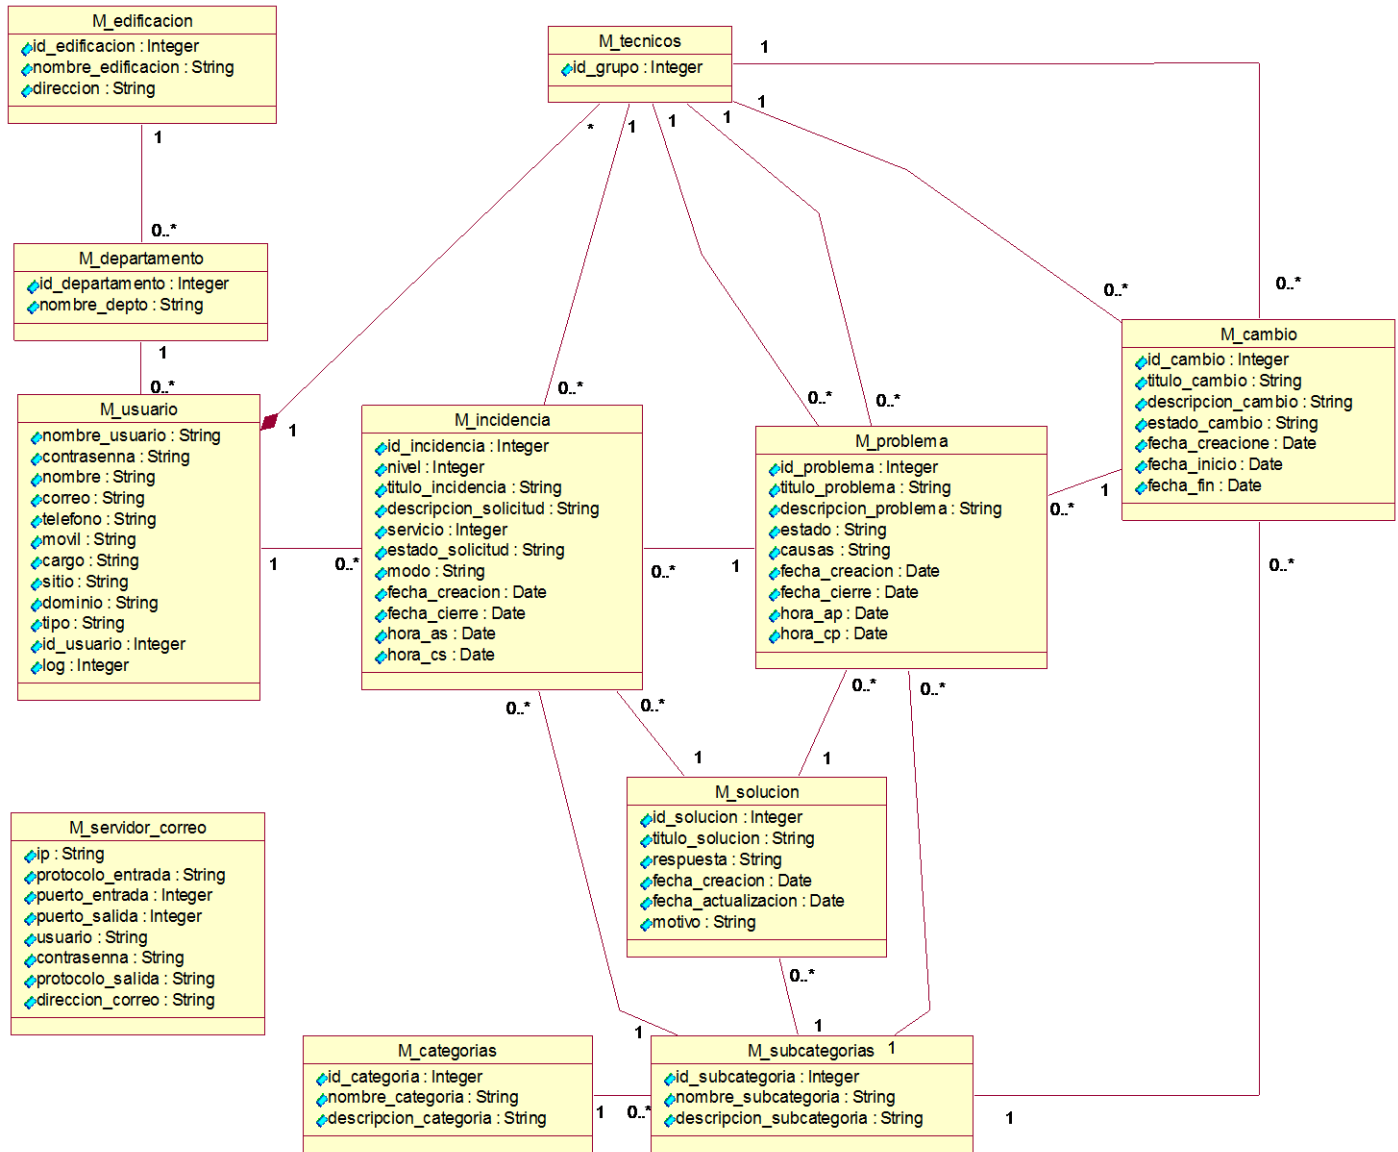 M_edificacion
id_edificacion : Integer
nombre_edificacion : String
direccion : String
1
0..*
M_departamento
id_departamento : Integer
nombre_depto : String
1
0..*
M_usuario
nombre_usuario : String
contrasenna : String
nombre : String
correo : String
telefono : String
movil : String
cargo : String
sitio : String
dominio : String
tipo : String
id_usuario : Integer
log : Integer
1
1
0..*
M_tecnicos
id_grupo : Integer
*
1
1
1
1
1
0..*
0..*
0..*
0..*
0..*
M_incidencia
id_incidencia : Integer
nivel : Integer
titulo_incidencia : String
descripcion_solicitud : String
servicio : Integer
estado_solicitud : String
modo : String
fecha_creacion : Date
fecha_cierre : Date
hora_as : Date
hora_cs : Date
0..*
1
0..*
0..*
M_problema
id_problema : Integer
titulo_problema : String
descripcion_problema : String
estado : String
causas : String
fecha_creacion : Date
fecha_cierre : Date
hora_ap : Date
hora_cp : Date
0..*
1
0..*
0..*
M_cambio
id_cambio : Integer
titulo_cambio : String
descripcion_cambio : String
estado_cambio : String
fecha_creacione : Date
fecha_inicio : Date
fecha_fin : Date
0..*
1
1
M_solucion
id_solucion : Integer
titulo_solucion : String
respuesta : String
fecha_creacion : Date
fecha_actualizacion : Date
motivo : String
0..*
1
1
M_servidor_correo
ip : String
protocolo_entrada : String
puerto_entrada : Integer
puerto_salida : Integer
usuario : String
contrasenna : String
protocolo_salida : String
direccion_correo : String
M_categorias
id_categoria : Integer
nombre_categoria : String
descripcion_categoria : String
1
0..*
M_subcategorias
1
id_subcategoria : Integer
nombre_subcategoria : String
descripcion_subcategoria : String
1